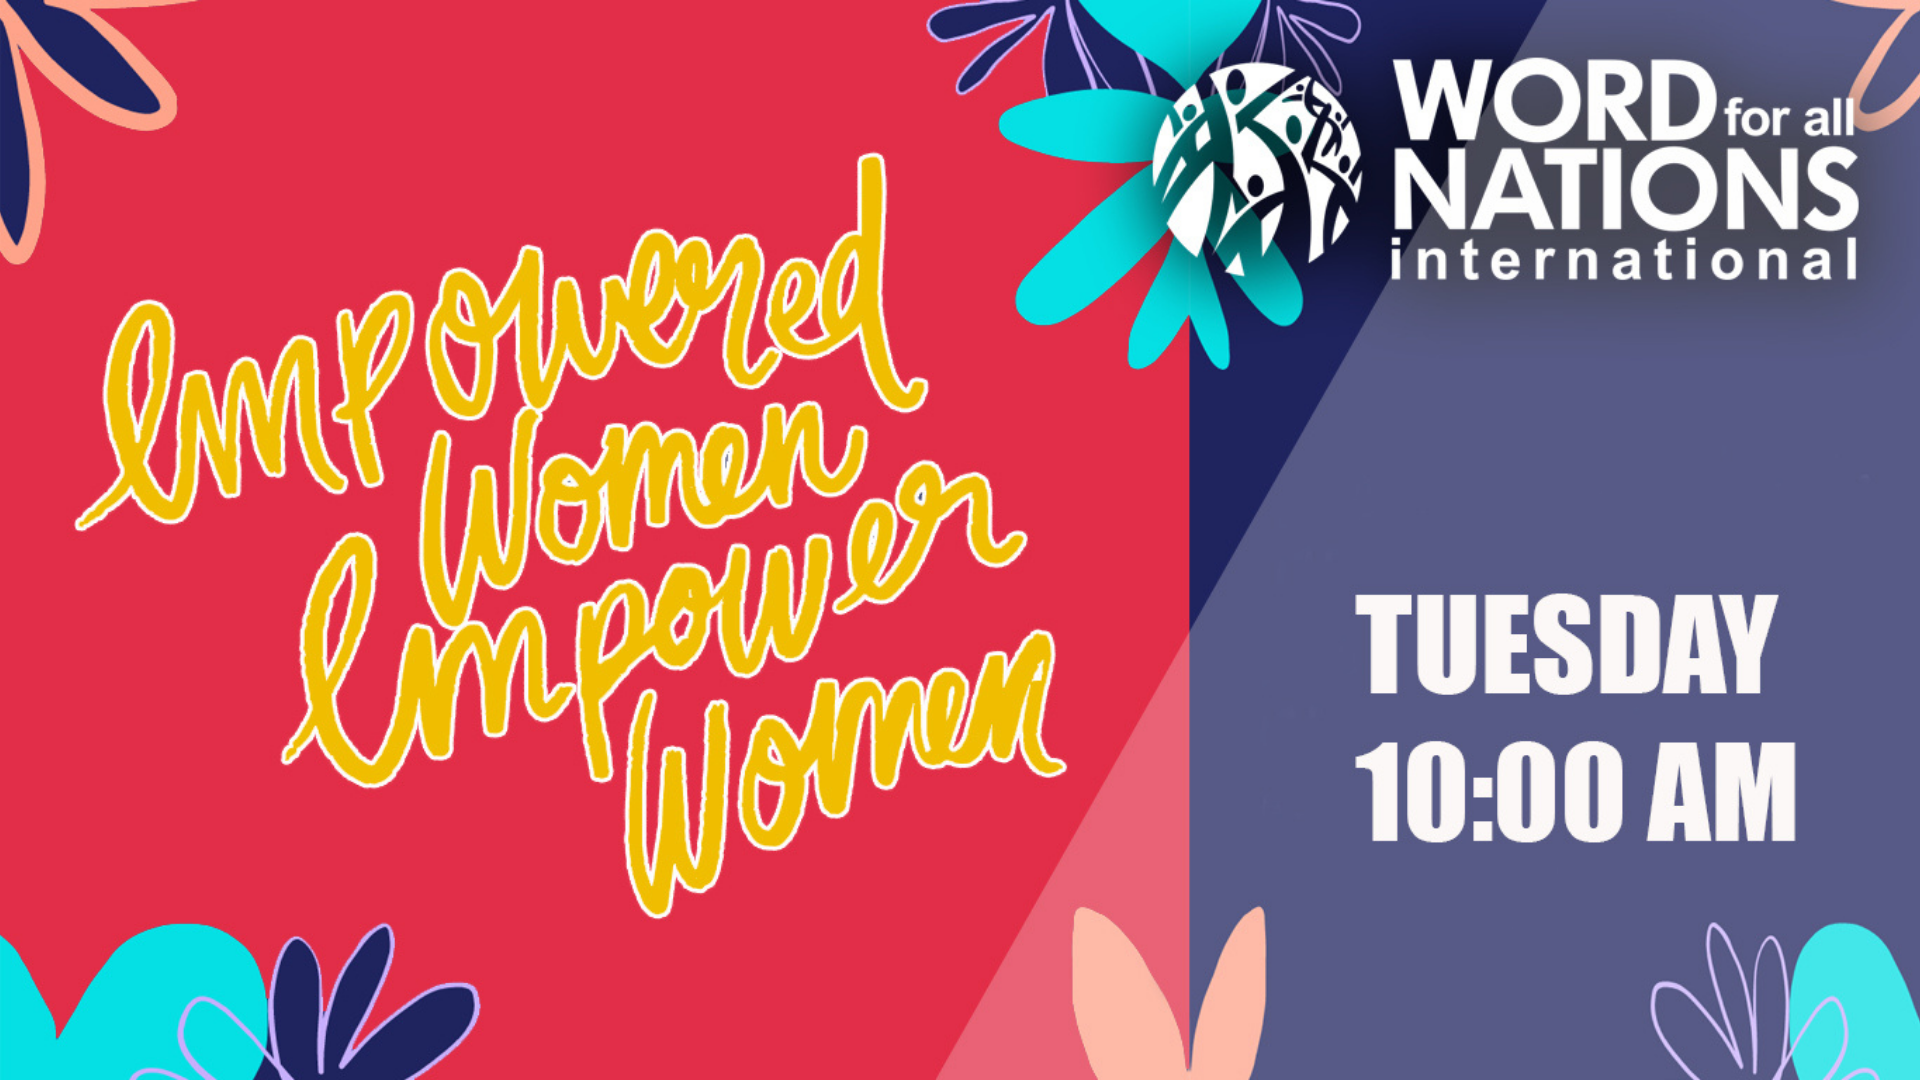 Empowered
Women
Empower
Women
WORD for all
NATIONS
international
TUESDAY
10:00 AM